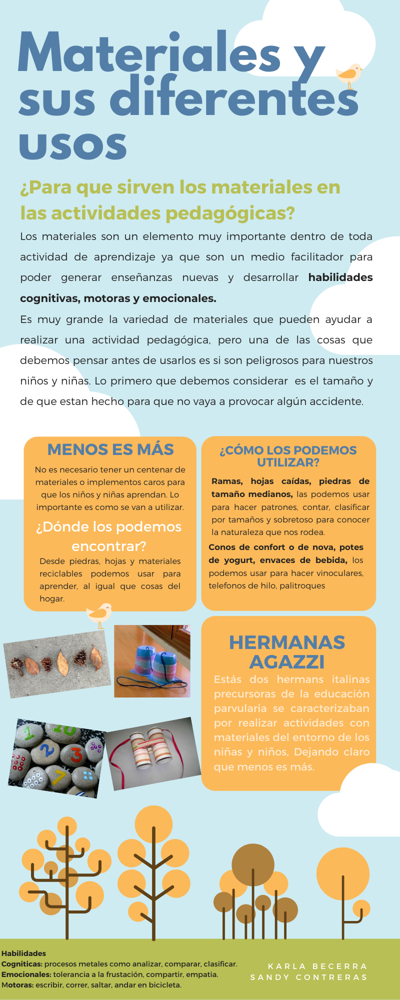 Materiales y
sus diferentes
usos
¿Para que sirven los materiales en
las actividades pedagógicas?
Los materiales son un elemento muy importante dentro de toda
actividad de aprendizaje ya que son un medio facilitador para
poder generar enseñanzas nuevas y desarrollar habilidades
cognitivas, motoras y emocionales.
Es muy grande la variedad de materiales que pueden ayudar a
realizar una actividad pedagógica, pero una de las cosas que
debemos pensar antes de usarlos es si son peligrosos para nuestros
niños y niñas. Lo primero que debemos considerar es el tamaño y
de que estan hecho para que no vaya a provocar algún accidente.
MENOS ES MÁS
No es necesario tener un centenar de
materiales o implementos caros para
que los niños y niñas aprendan. Lo
importante es como se van a utilizar.
¿Dónde los podemos
encontrar?
Desde piedras, hojas y materiales
reciclables podemos usar para
aprender, al igual que cosas del
hogar.
¿CÓMO LOS PODEMOS
UTILIZAR?
Ramas, hojas caídas, piedras de
tamaño medianos, las podemos usar
para hacer patrones, contar, clasificar
por tamaños y sobretoso para conocer
la naturaleza que nos rodea.
Conos de confort o de nova, potes
de yogurt, envaces de bebida, los
podemos usar para hacer vinoculares,
telefonos de hilo, palitroques
HERMANAS
AGAZZI
Estás dos hermans italinas
precursoras de la educación
parvularia se caracterizaban
por realizar actividades con
materiales del entorno de los
niñas y niños, Dejando claro
que menos es más.
1
10
2
3
7
Habilidades
Cogniticas: procesos metales como analizar, comparar, clasificar.
Emocionales: tolerancia a la frustación, compartir, empatia.
Motoras: escribir, correr, saltar, andar en bicicleta.
KARLA BECERRA
SANDY CONTRERAS